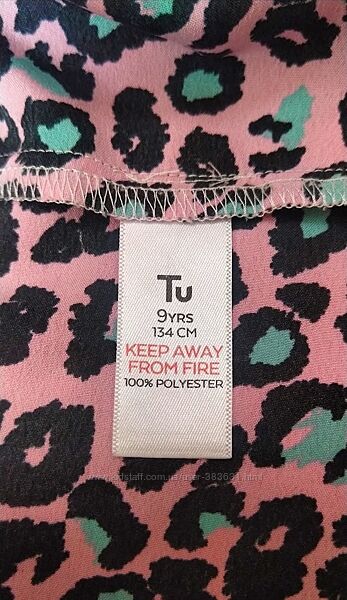 Tu
9YRS
134 CM
KEEP AWAY
FROM FIRE
100% POLYESTER